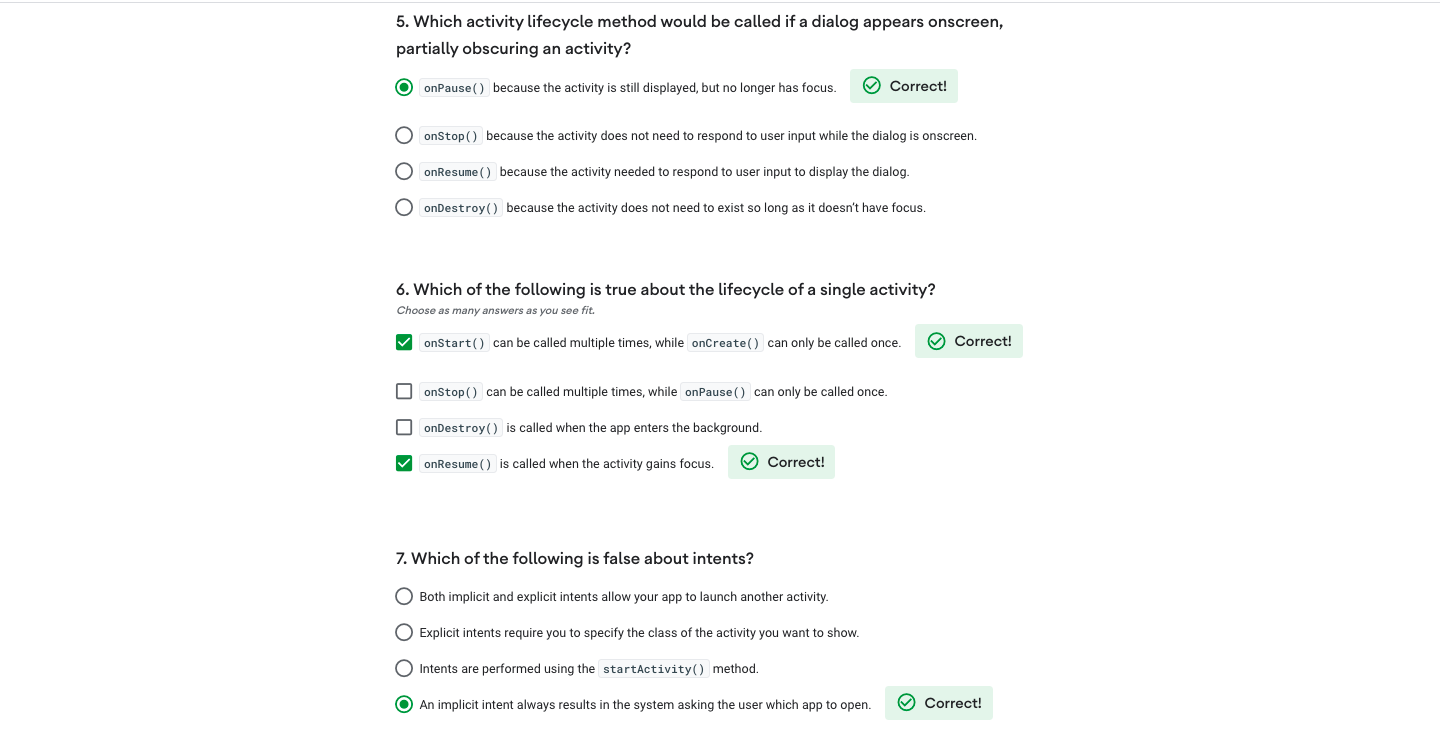 5. Which activity lifecycle method would be called if a dialog appears onscreen,
partially obscuring an activity?
onPause() because the activity is still displayed, but no longer has focus. Correct!
onStop() because the activity does not need to respond to user input while the dialog is onscreen.
onResume() because the activity needed to respond to user input to display the dialog.
onDestroy() because the activity does not need to exist so long as it doesn’t have focus.
6. Which of the following is true about the lifecycle of a single activity?
Choose as many answers as you see fit.
onStart() can be called multiple times, while onCreate() can only be called once. Correct!
onStop() can be called multiple times, while onPause() can only be called once.
onDestroy() is called when the app enters the background.
onResume() is called when the activity gains focus. Correct!
7. Which of the following is false about intents?
Both implicit and explicit intents allow your app to launch another activity.
Explicit intents require you to specify the class of the activity you want to show.
Intents are performed using the startActivity() method.
An implicit intent always results in the system asking the user which app to open. Correct!